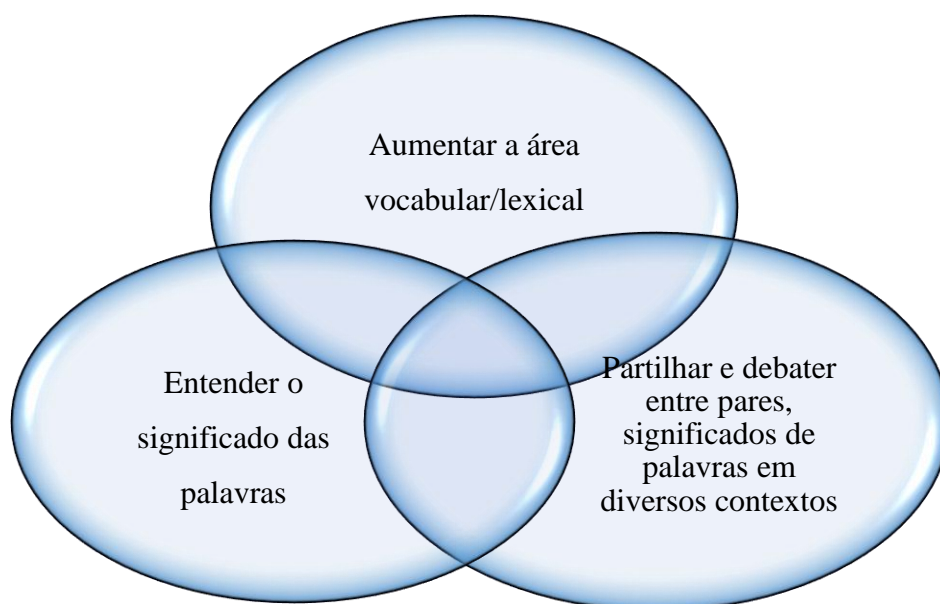 Aumentar a área
vocabular/lexical
Entender o
significado das
palavras
Partilhar e debater
entre pares,
significados de
palavras em
diversos contextos